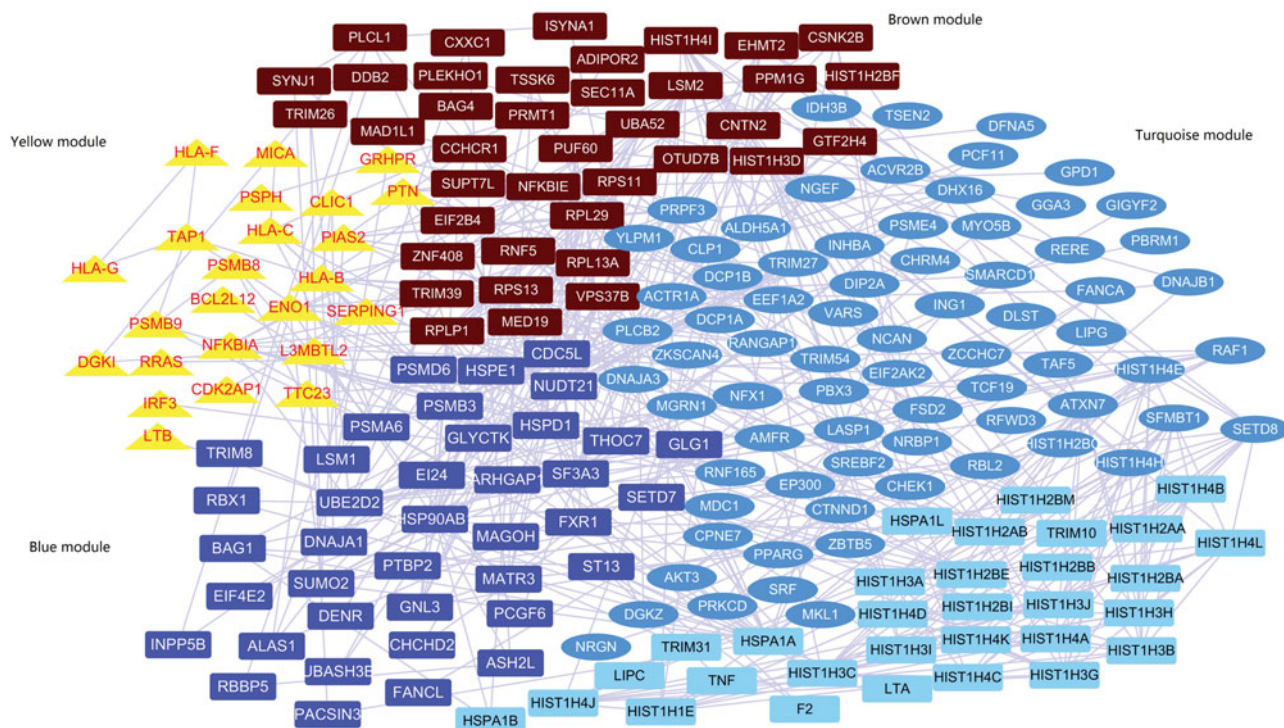 Brown module
ISYNA1
PLCL1
CXXC1
HIST1H4I
EHMT2
CSNK2B
ADIPOR2
SYNJ1
DDB2
PLEKHO1
TSSK6
SEC11A
LSM2
PPM1G
HIST1H2BF
TRIM26
BAG4
PRMT1
MAD1L1
UBA52
CNTN2
CCHCR1
PUF60
OTUD7B
HIST1H3D
GTF2H4
SUPT7L
NFKBIE
RPS11
EIF2B4
RPL29
ZNF408
RNF5
RPL13A
TRIM39
RPS13
VPS37B
RPLP1
MED19
Yellow module
HLA-F
MICA
GRHPR
PSPH
CLIC1
PTN
TAP1
HLA-C
PIAS2
HLA-G
PSMB8
HLA-B
BCL2L12
ENO1
SERPING1
PSMB9
NFKBIA
L3MBTL2
DGKI
RRAS
IRF3
CDK2AP1
TTC23
LTB
Turquoise module
IDH3B
TSEN2
DFNA5
PCF11
ACVR2B
GPD1
NGEF
DHX16
GGA3
GIGYF2
PRPF3
ALDH5A1
PSME4
MYO5B
YLPM1
CLP1
INHBA
RERE
PBRM1
TRIM27
CHRM4
SMARCD1
DCP1B
DIP2A
FANCA
DNAJB1
ACTR1A
EEF1A2
ING1
DLST
PLCB2
DCP1A
VARS
LIPG
RANGAP1
NCAN
ZKSCAN4
TRIM54
ZCCHC7
TAF5
RAF1
DNAJA3
EIF2AK2
HIST1H4E
PBX3
TCF19
MGRN1
NFX1
FSD2
ATXN7
LASP1
RFWD3
SFMBT1
AMFR
NRBP1
SETD8
SREBF2
RBL2
HIST1H4H
RNF165
EP300
CHEK1
MDC1
CTNND1
CPNE7
PPARG
ZBTB5
AKT3
SRF
DGKZ
PRKCD
MKL1
NRGN
HIST1H2BM
HIST1H4B
HSPA1L
HIST1H2AB
TRIM10
HIST1H2AA
HIST1H4L
HIST1H3A
HIST1H2BE
HIST1H2BB
HIST1H2BA
HIST1H4D
HIST1H2BI
HIST1H3J
HIST1H3H
HSPA1A
HIST1H4K
HIST1H4A
TRIM31
HIST1H3I
HIST1H3B
LIPC
TNF
HIST1H3C
HIST1H4C
HIST1H3G
LTA
HIST1H4J
HIST1H1E
F2
HSPA1B
Blue module
CDC5L
PSMD6
HSPE1
NUDT21
PSMB3
PSMA6
HSPD1
GLYCTK
THOC7
GLG1
TRIM8
LSM1
EI24
ARHGAP1
SF3A3
RBX1
UBE2D2
SETD7
HSP90AB
FXR1
BAG1
DNAJA1
MAGOH
PTBP2
ST13
EIF4E2
SUMO2
MATR3
DENR
GNL3
PCGF6
INPP5B
ALAS1
CHCHD2
JBASH3B
ASH2L
RBBP5
FANCL
PACSIN3